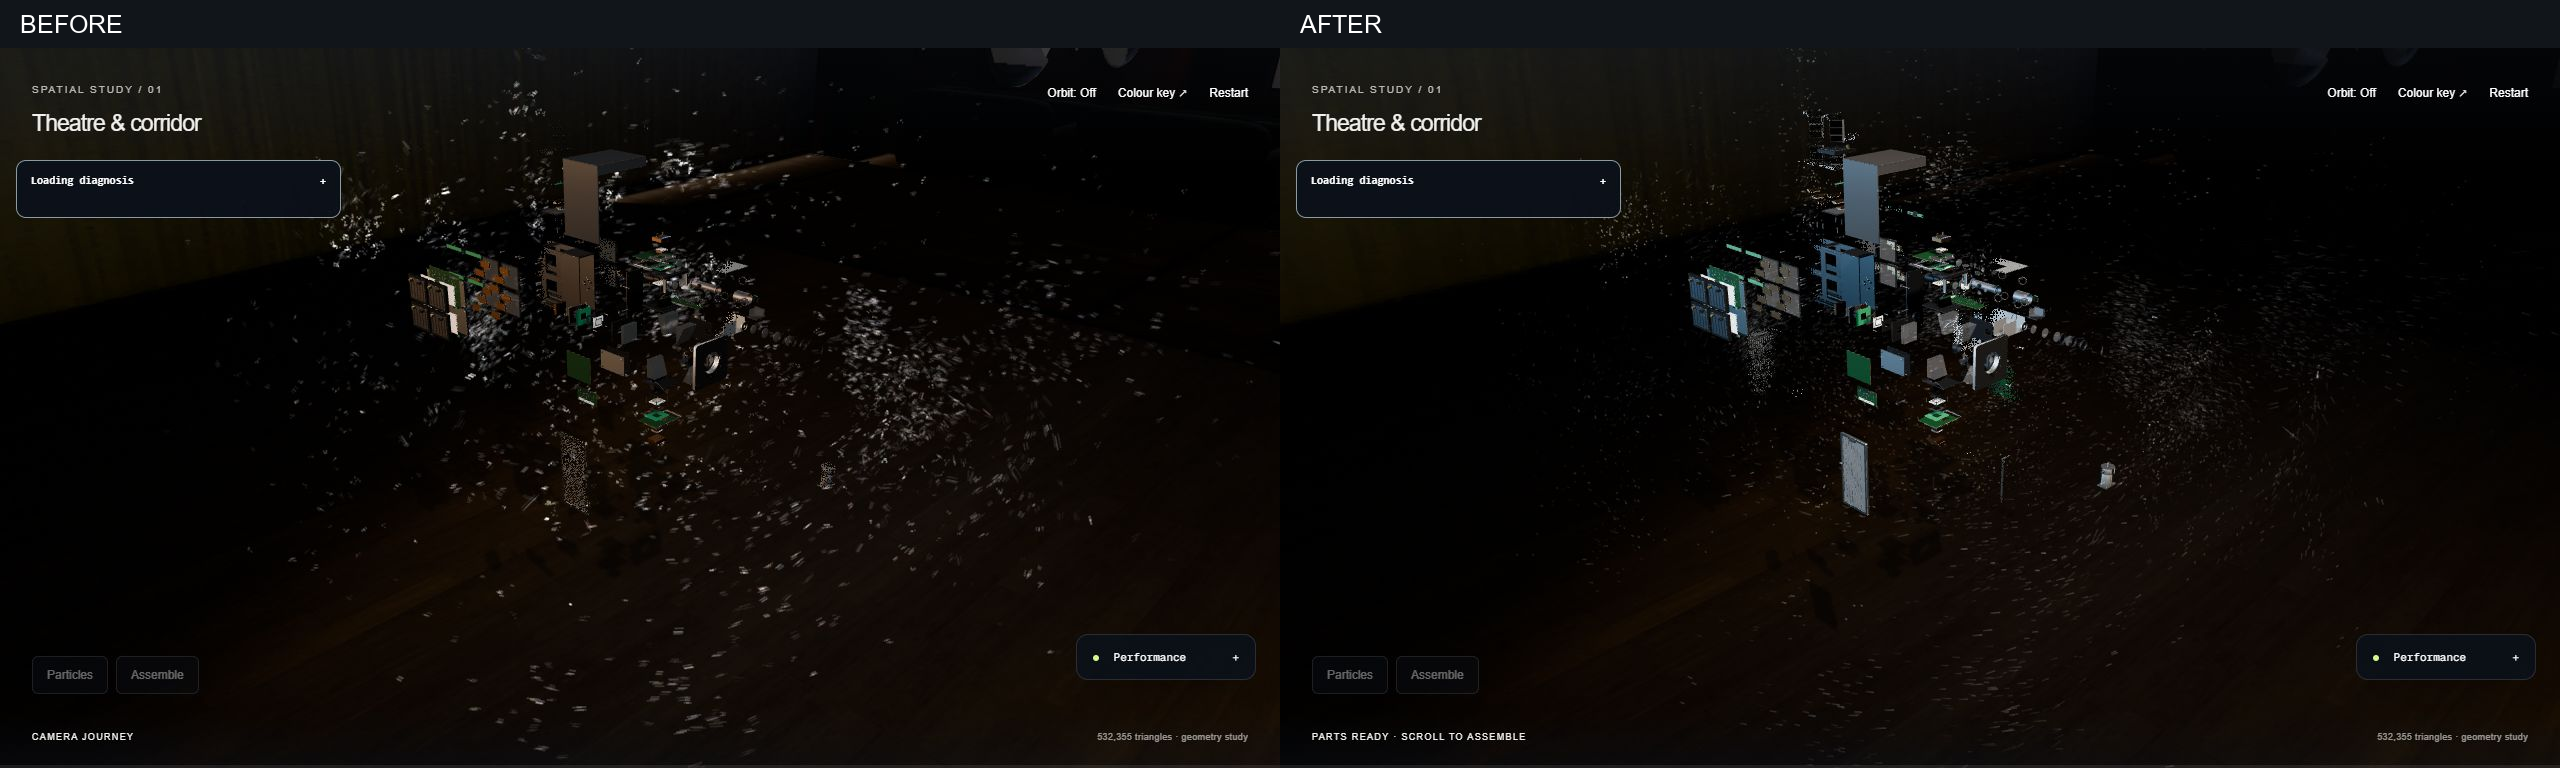 BEFORE
SPATIAL STUDY / 01
Orbit: Off Colour key ↗ Restart
Theatre & corridor
Loading diagnosis +
Performance +
Particles Assemble
CAMERA JOURNEY
532,355 triangles · geometry study
AFTER
SPATIAL STUDY / 01
Orbit: Off Colour key ↗ Restart
Theatre & corridor
Loading diagnosis +
Performance +
Particles Assemble
PARTS READY · SCROLL TO ASSEMBLE
532,355 triangles · geometry study